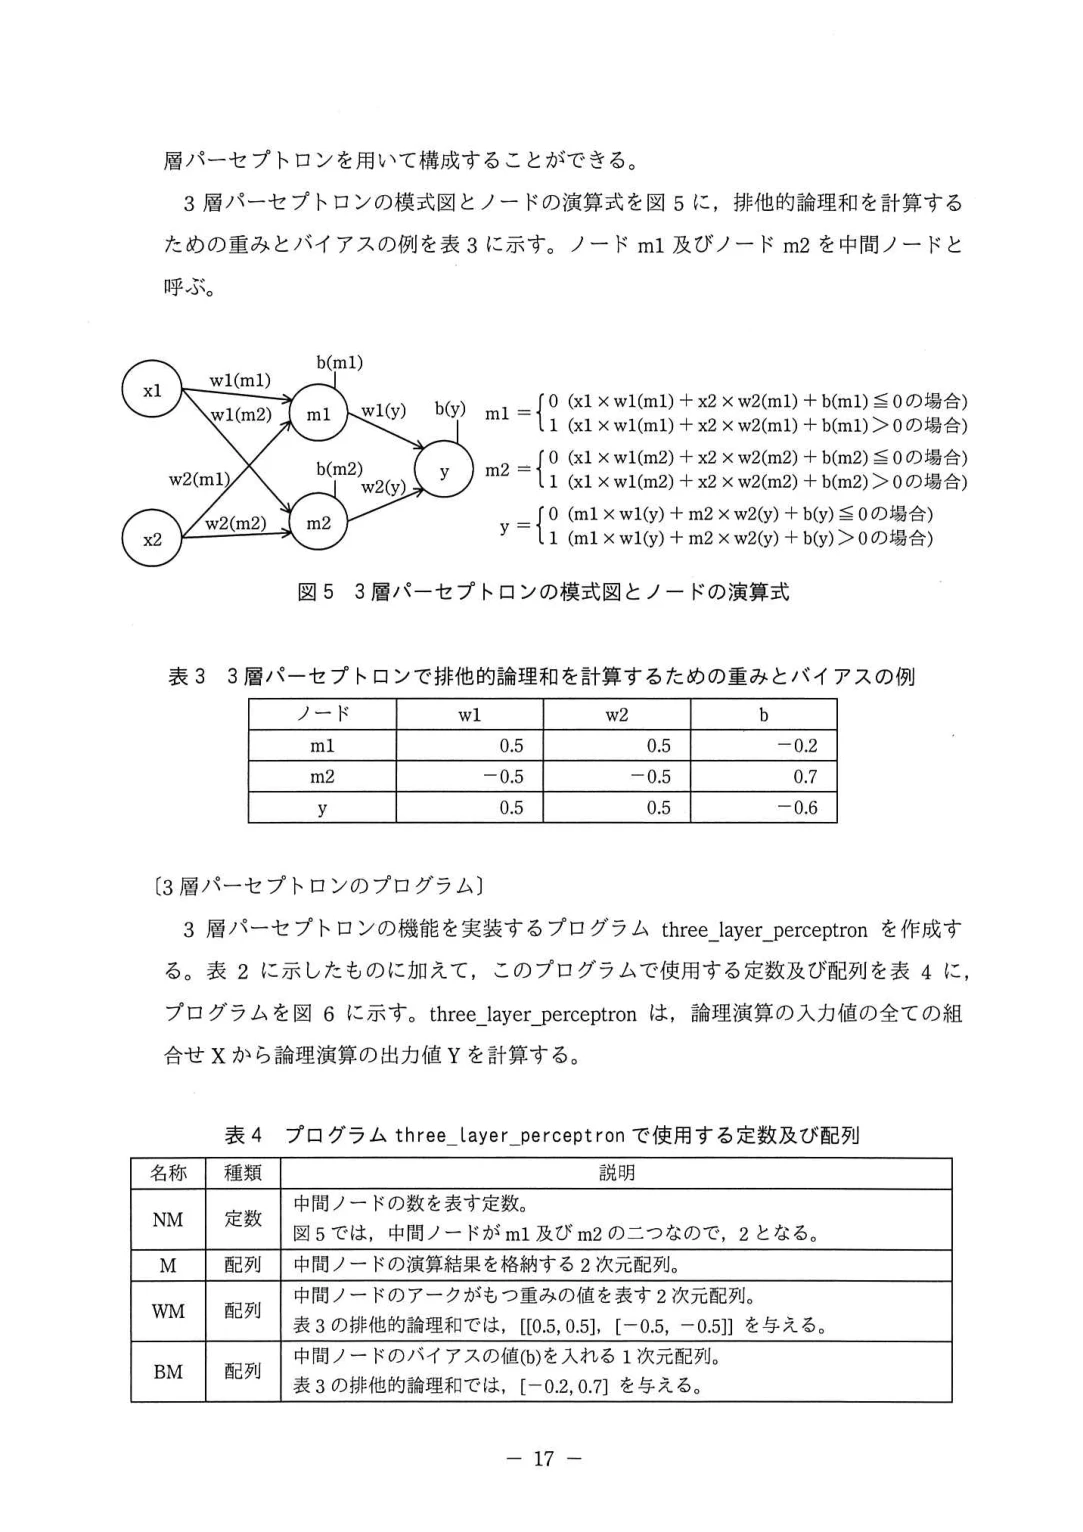 層パーセプトロンを用いて構成することができる。
3 層パーセプトロンの模式図とノードの演算式を図 5 に，排他的論理和を計算する
ための重みとバイアスの例を表 3 に示す。ノード m1 及びノード m2 を中間ノードと
呼ぶ。
x1
x2
w1(m1)
w1(m2)
w2(m1)
w2(m2)
b(m1)
m1
b(m2)
m2
w1(y)
w2(y)
b(y)
y
m1 = { 0 (x1×w1(m1)＋x2×w2(m1)＋b(m1)≦0の場合)
1 (x1×w1(m1)＋x2×w2(m1)＋b(m1)＞0の場合)
m2 = { 0 (x1×w1(m2)＋x2×w2(m2)＋b(m2)≦0の場合)
1 (x1×w1(m2)＋x2×w2(m2)＋b(m2)＞0の場合)
y = { 0 (m1×w1(y)＋m2×w2(y)＋b(y)≦0の場合)
1 (m1×w1(y)＋m2×w2(y)＋b(y)＞0の場合)
図 5　3 層パーセプトロンの模式図とノードの演算式
表 3　3 層パーセプトロンで排他的論理和を計算するための重みとバイアスの例
ノード w1 w2 b
m1 0.5 0.5 －0.2
m2 －0.5 －0.5 0.7
y 0.5 0.5 －0.6
〔3 層パーセプトロンのプログラム〕
3 層パーセプトロンの機能を実装するプログラム three_layer_perceptron を作成す
る。表 2 に示したものに加えて，このプログラムで使用する定数及び配列を表 4 に，
プログラムを図 6 に示す。three_layer_perceptron は，論理演算の入力値の全ての組
合せ X から論理演算の出力値 Y を計算する。
表 4　プログラム three_layer_perceptron で使用する定数及び配列
名称 種類 説明
NM 定数 中間ノードの数を表す定数。
図 5 では，中間ノードが m1 及び m2 の二つなので，2 となる。
M 配列 中間ノードの演算結果を格納する 2 次元配列。
WM 配列 中間ノードのアークがもつ重みの値を表す 2 次元配列。
表 3 の排他的論理和では，[[0.5, 0.5]，[－0.5, －0.5]] を与える。
BM 配列 中間ノードのバイアスの値(b)を入れる 1 次元配列。
表 3 の排他的論理和では，[－0.2, 0.7] を与える。
－ 17 －